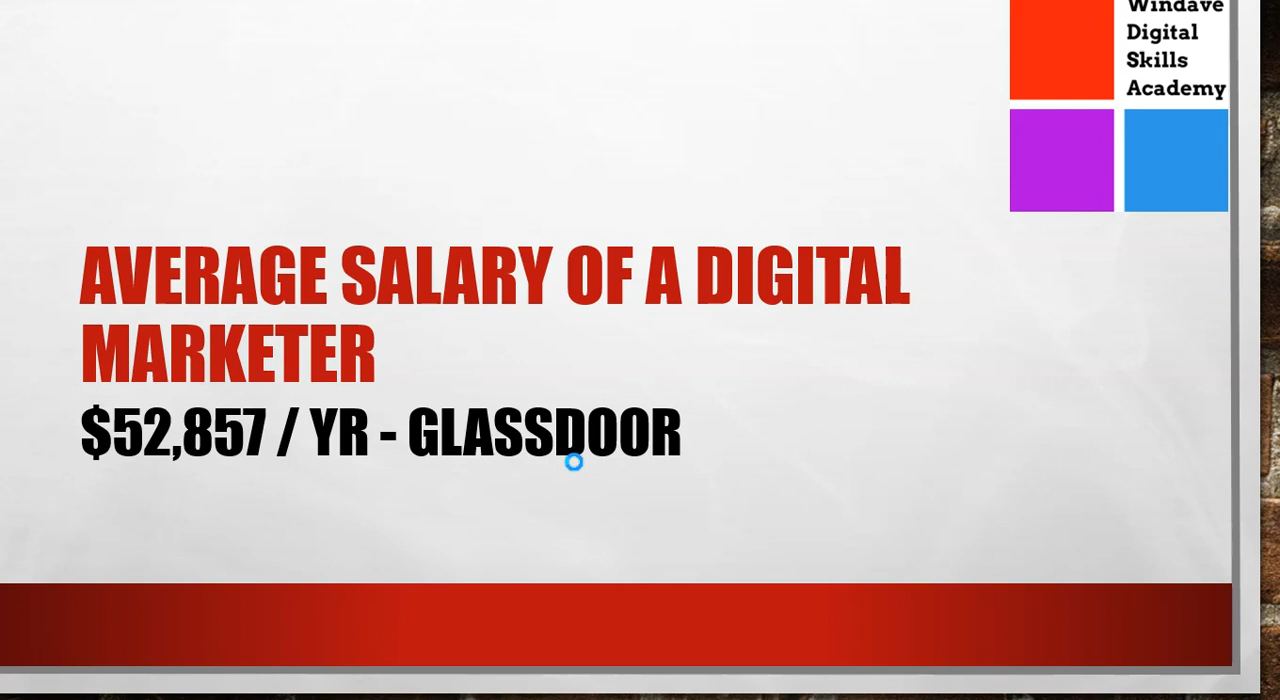 Windave
Digital
Skills
Academy
AVERAGE SALARY OF A DIGITAL
MARKETER
$52,857 / YR - GLASSDOOR